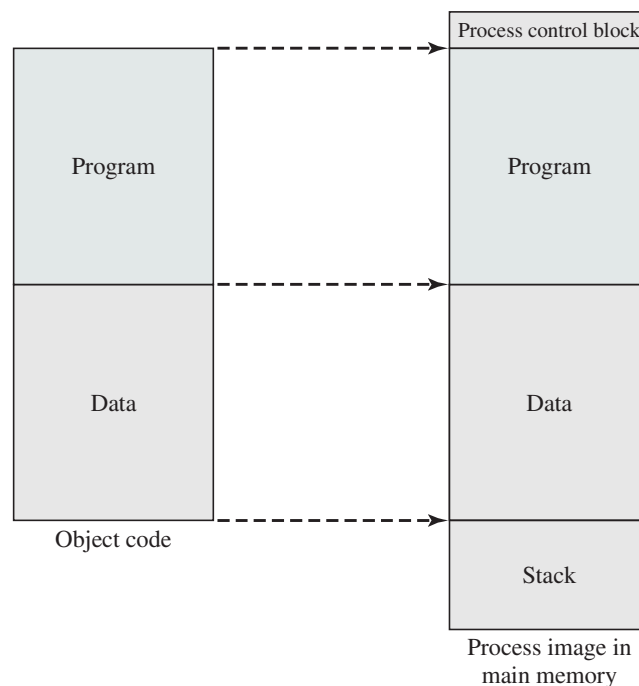 Process control block
Program
Program
Data
Data
Object code
Stack
Process image in
main memory